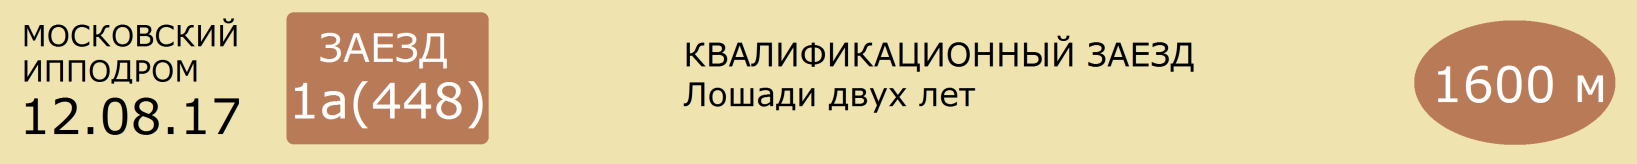 МОСКОВСКИЙ
ИППОДРОМ
12.08.17
ЗАЕЗД
1а(448)
КВАЛИФИКАЦИОННЫЙ ЗАЕЗД
Лошади двух лет
1600 м